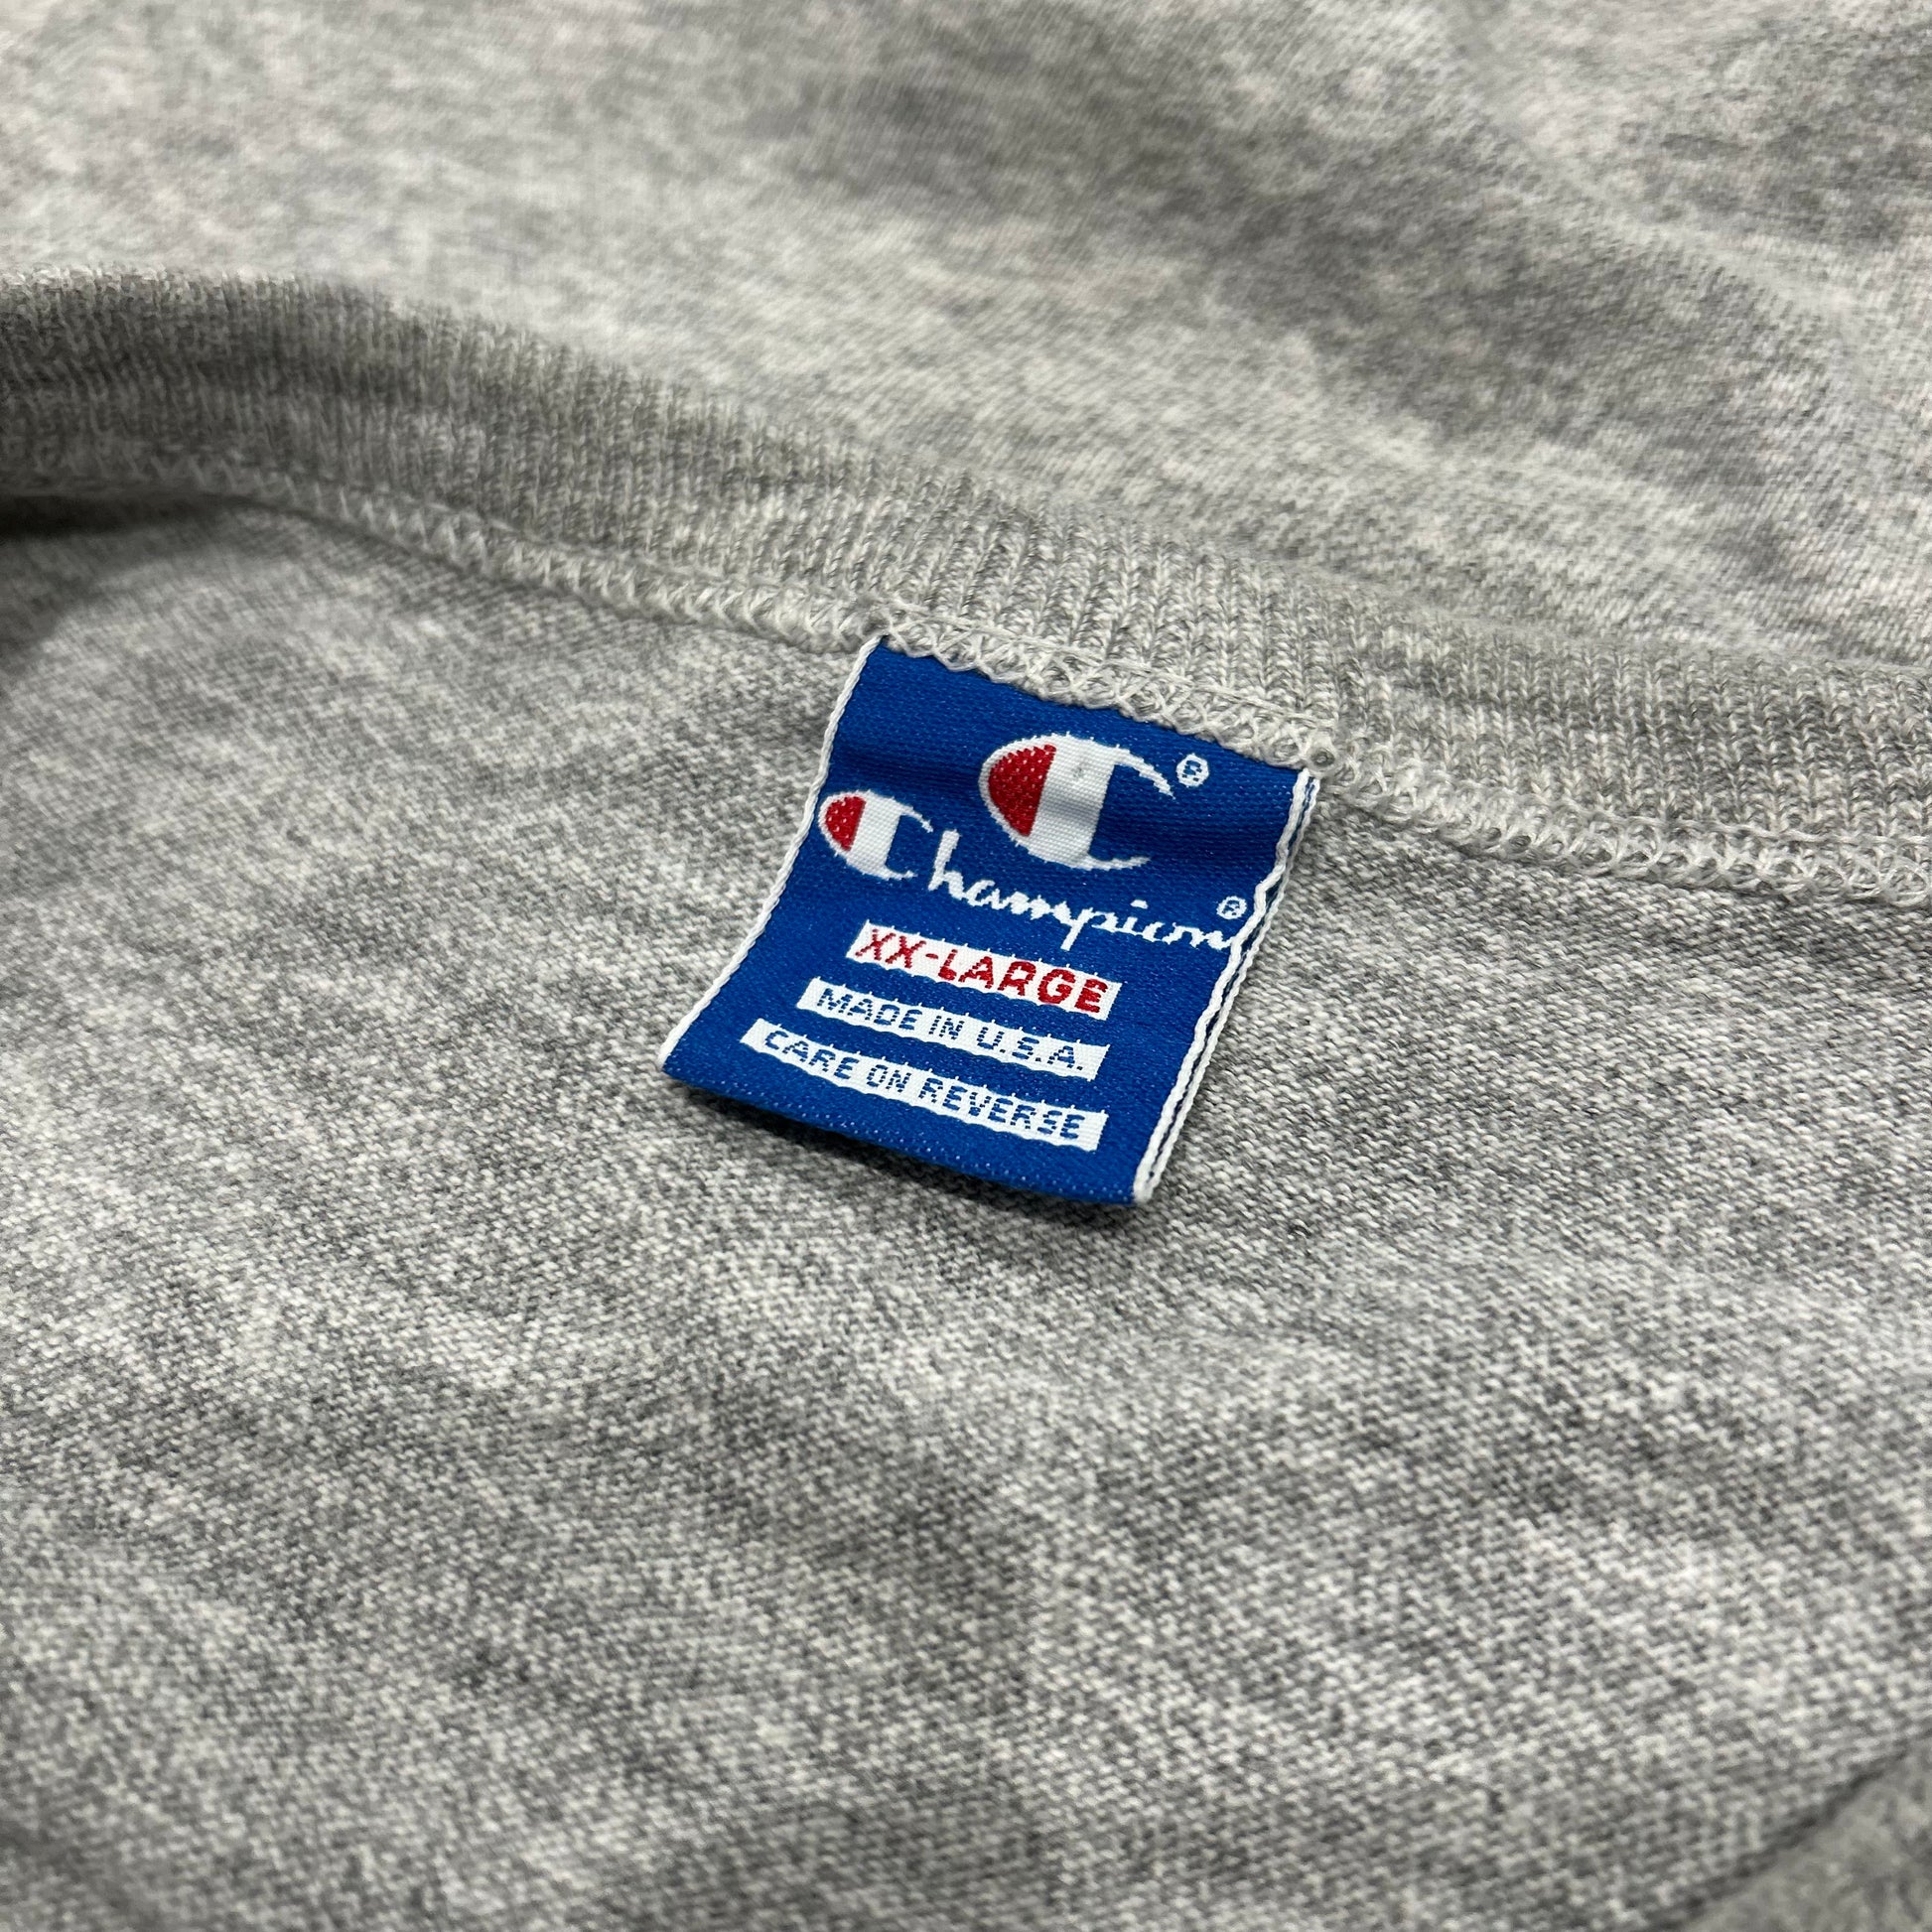 C®
Champion®
XX-LARGE
MADE IN U.S.A.
CARE ON REVERSE